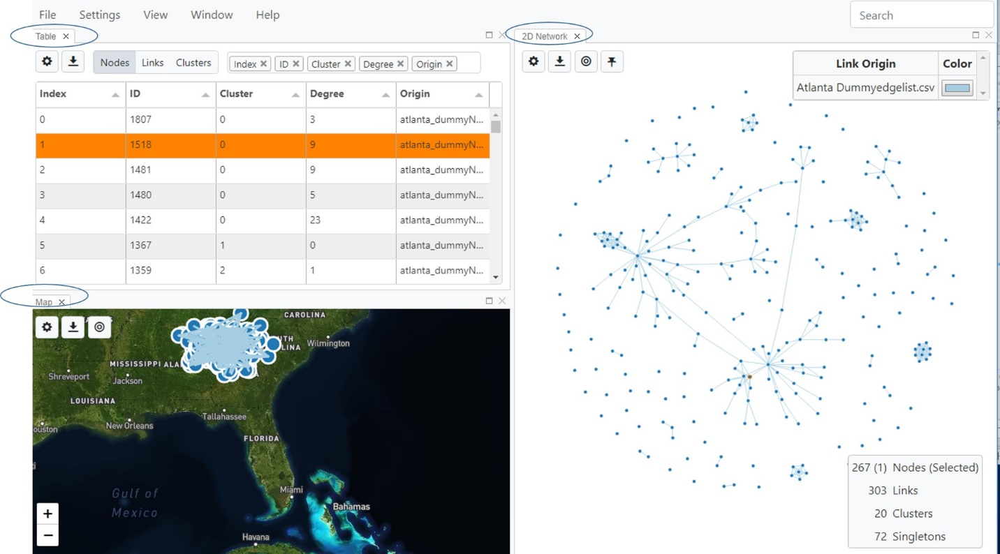 File Settings View Window Help Search
Table
Nodes Links Clusters Index ID Cluster Degree Origin
Index ID Cluster Degree Origin
0 1807 0 3 atlanta_dummyN...
1 1518 0 9 atlanta_dummyN...
2 1481 0 9 atlanta_dummyN...
3 1480 0 5 atlanta_dummyN...
4 1422 0 23 atlanta_dummyN...
5 1367 1 0 atlanta_dummyN...
6 1359 2 1 atlanta_dummyN...
Map
CAROLINA
UTH
LINA
Wilmington
MISSISSIPPI ALA
Shreveport
Jackson
LOUISIANA
Tallahassee
New Orleans
ouston
FLORIDA
Gulf of
Mexico
Miami
Bahamas
Havana
+
−
2D Network
Link Origin Color
Atlanta Dummyedgelist.csv
267 (1) Nodes (Selected)
303 Links
20 Clusters
72 Singletons